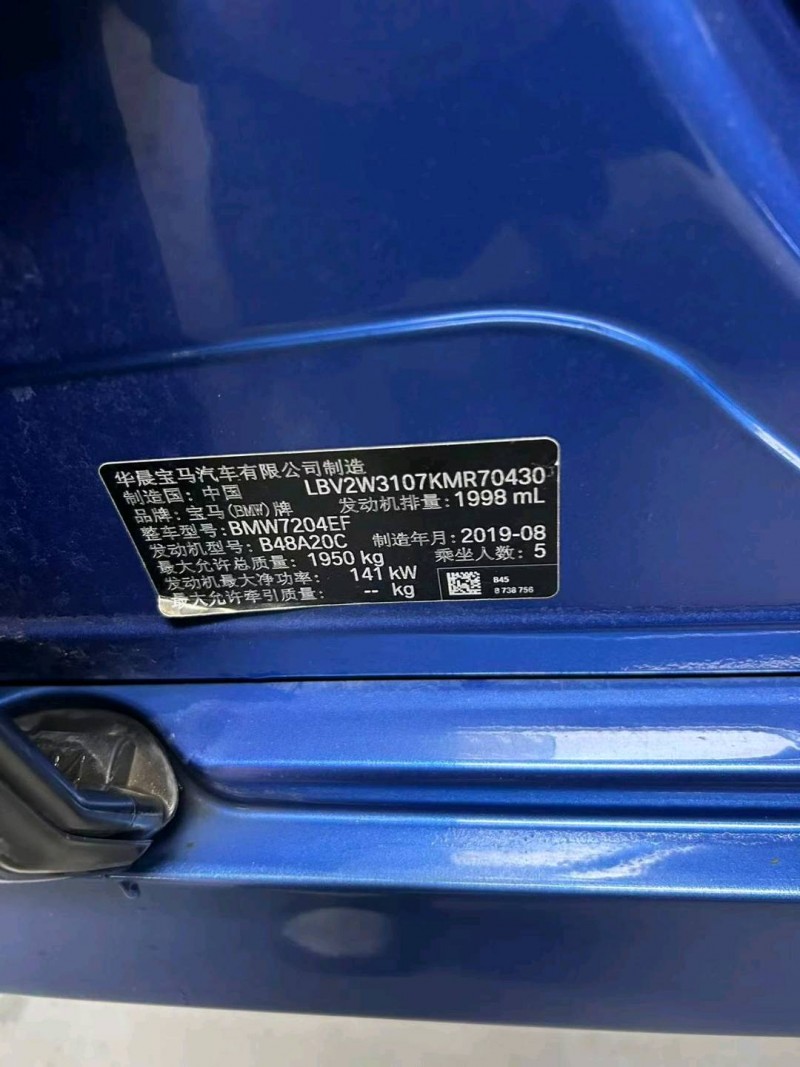 华晨宝马汽车有限公司制造
制造国：中国 LBV2W3107KMR70430
品牌：宝马(BMW)牌 发动机排量：1998 mL
整车型号：BMW7204EF
发动机型号：B48A20C 制造年月：2019-08
最大允许总质量：1950 kg 乘坐人数：5
发动机最大净功率：141 kW
最大允许牵引质量：-- kg
B45
8 738 756